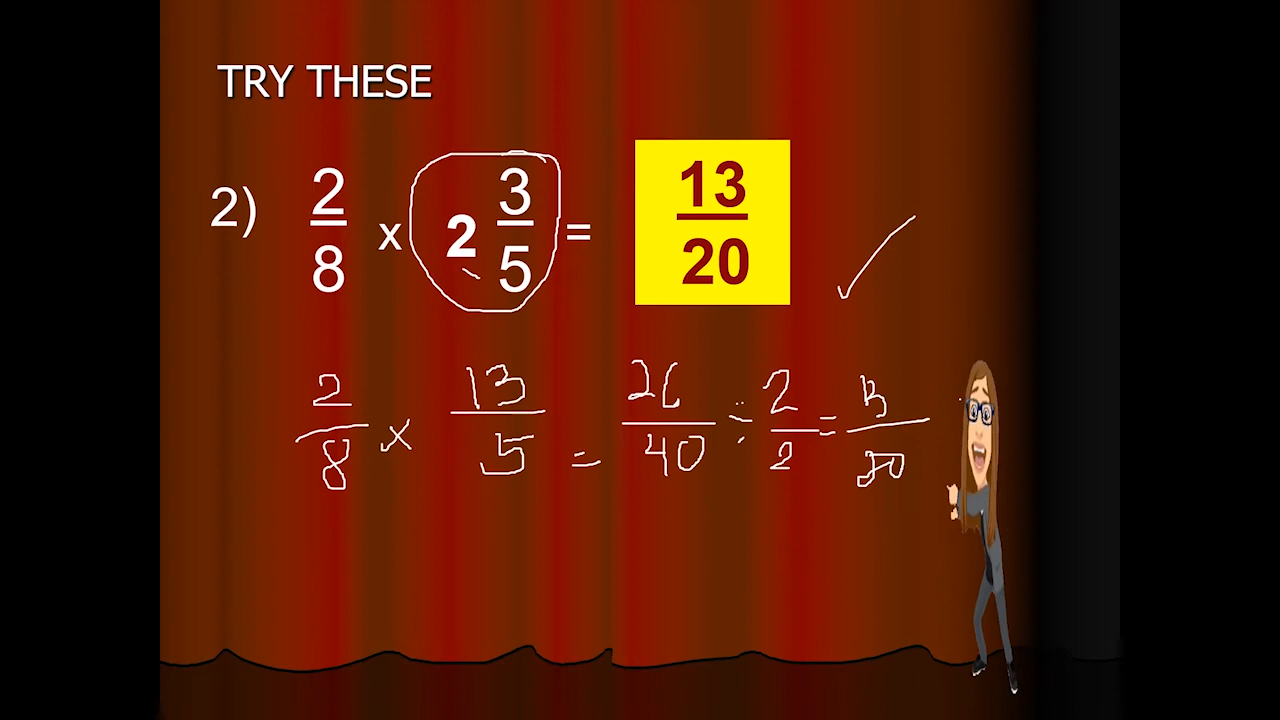 TRY THESE
2) 2/8 x 2 3/5 = 13/20
2/8 x 13/5 = 26/40 ÷ 2/2 = 13/20